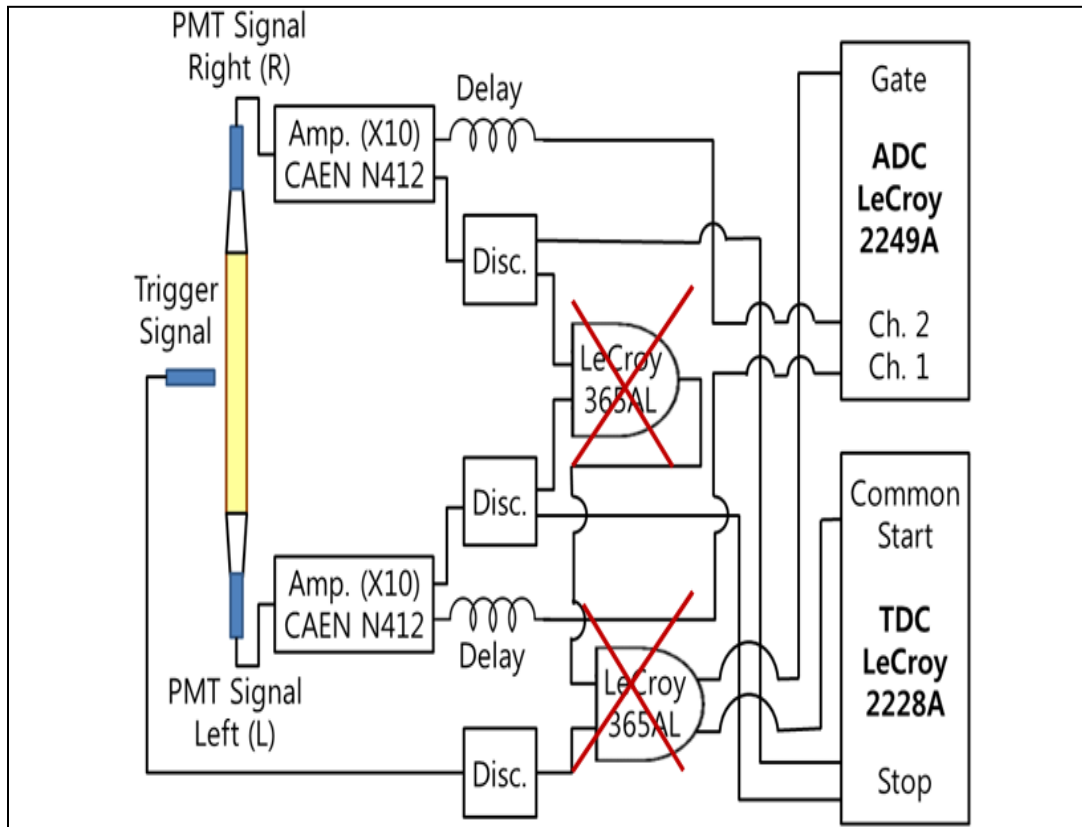 PMT Signal
Right (R)
Amp. (X10)
CAEN N412
Delay
Gate
ADC
LeCroy
2249A
Disc.
Trigger
Signal
LeCroy
365AL
Ch. 2
Ch. 1
Disc.
Common
Start
Amp. (X10)
CAEN N412
Delay
TDC
LeCroy
2228A
PMT Signal
Left (L)
LeCroy
365AL
Disc.
Stop